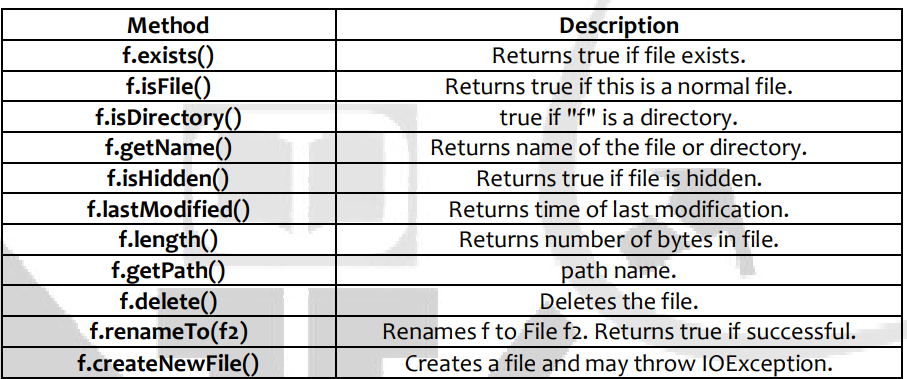 Method Description
f.exists() Returns true if file exists.
f.isFile() Returns true if this is a normal file.
f.isDirectory() true if "f" is a directory.
f.getName() Returns name of the file or directory.
f.isHidden() Returns true if file is hidden.
f.lastModified() Returns time of last modification.
f.length() Returns number of bytes in file.
f.getPath() path name.
f.delete() Deletes the file.
f.renameTo(f2) Renames f to File f2. Returns true if successful.
f.createNewFile() Creates a file and may throw IOException.